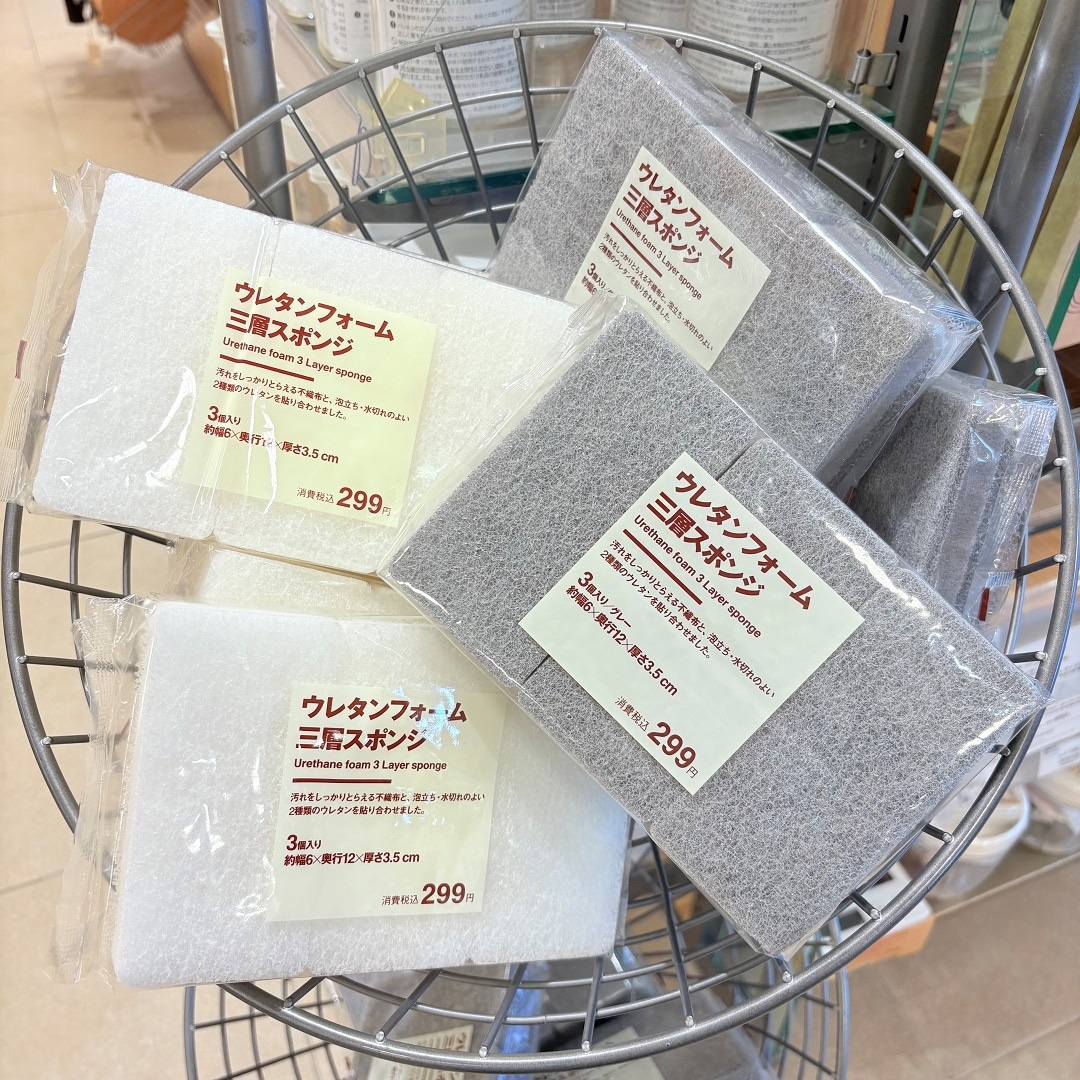 ウレタンフォーム
三層スポンジ
Urethane foam 3 Layer sponge
汚れをしっかりとらえる不織布と、泡立ち・水切れのよい
2種類のウレタンを貼り合わせました。
3個入り
約幅6×
ウレタンフォーム
三層スポンジ
Urethane foam 3 Layer sponge
汚れをしっかりとらえる不織布と、泡立ち・水切れのよい
2種類のウレタンを貼り合わせました。
3個入り
約幅6×奥行12×厚さ3.5 cm
消費税込 299円
ウレタンフォーム
三層スポンジ
Urethane foam 3 Layer sponge
汚れをしっかりとらえる不織布と、泡立ち・水切れのよい
2種類のウレタンを貼り合わせました。
3個入り／グレー
約幅6×奥行12×厚さ3.5 cm
消費税込 299円
ウレタンフォーム
三層スポンジ
Urethane foam 3 Layer sponge
汚れをしっかりとらえる不織布と、泡立ち・水切れのよい
2種類のウレタンを貼り合わせました。
3個入り
約幅6×奥行12×厚さ3.5 cm
消費税込 299円